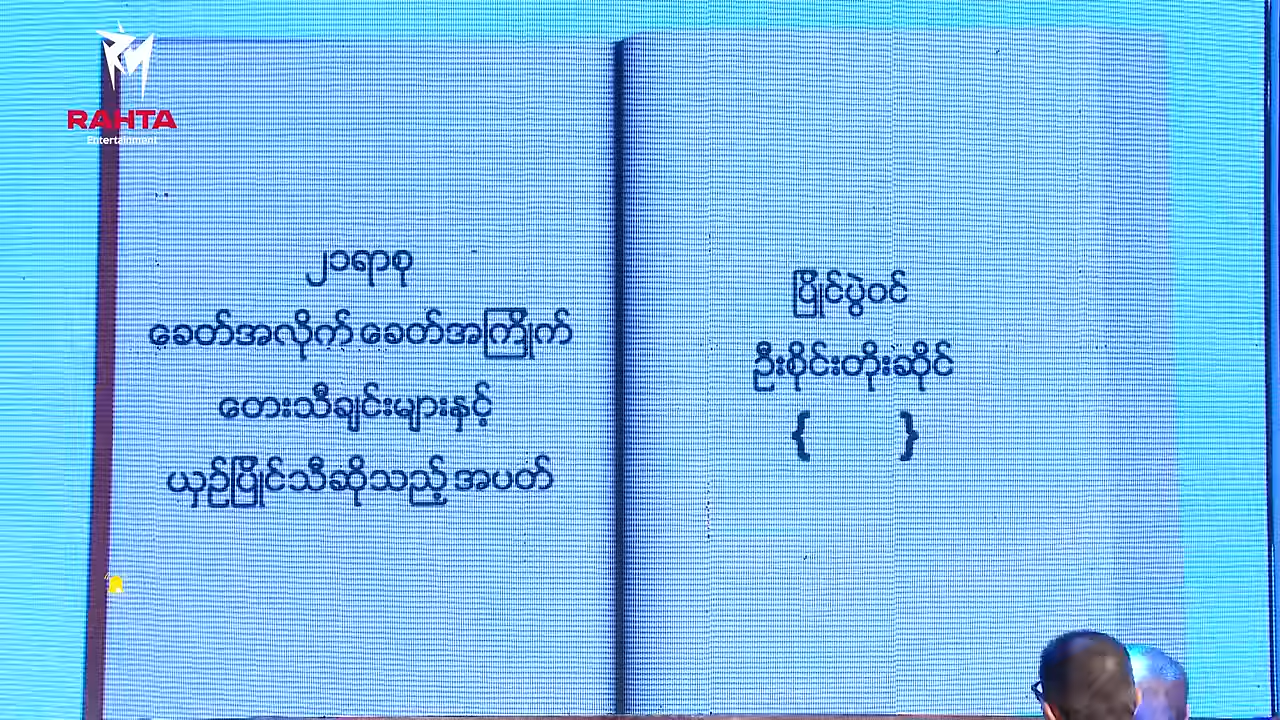 RAHTA
Entertainment
၂၁ရာစု
ခေတ်အလိုက် ခေတ်အကြိုက်
တေးသီချင်းများနှင့်
ယှဉ်ပြိုင်သီဆိုသည့် အပတ်
ပြိုင်ပွဲဝင်
ဦးစိုင်းတိုးဆိုင်
{ }